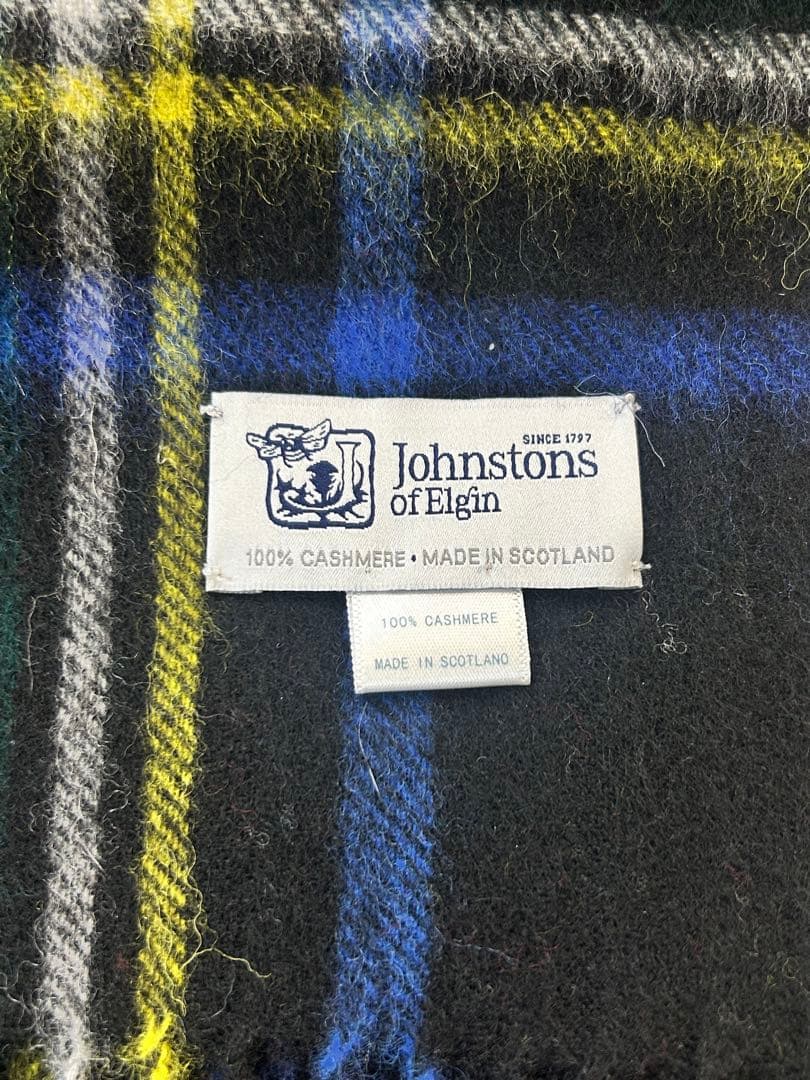 SINCE 1797
Johnstons
of Elgin
100% CASHMERE • MADE IN SCOTLAND
100% CASHMERE
MADE IN SCOTLAND